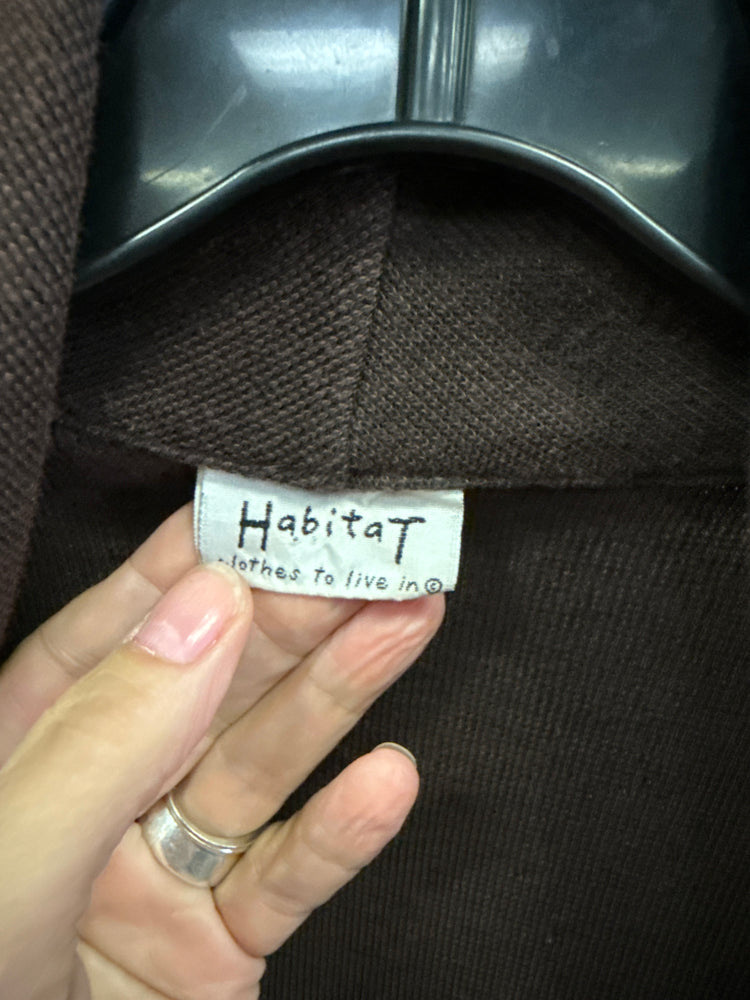 HabitaT
clothes to live in©